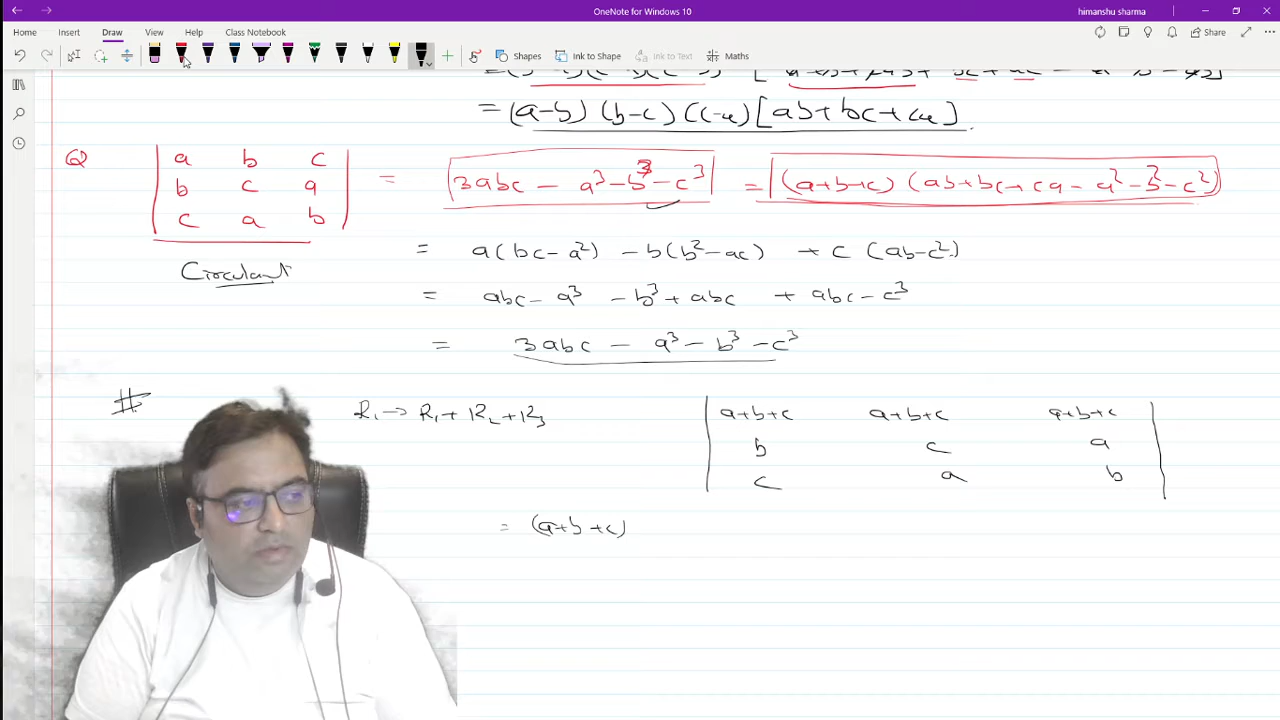 OneNote for Windows 10
himanshu sharma
Home Insert Draw View Help Class Notebook
Share
Shapes Ink to Shape Ink to Text Maths
= (a-b) (b-c) (c-a) [ab+bc+ca]
Q | a b c | = 3abc - a³ - b³ - c³ = (a+b+c) (ab+bc+ca - a² - b² - c²)
| b c a |
| c a b |
= a(bc - a²) - b(b² - ac) + c (ab - c²)
Circulant
= abc - a³ - b³ + abc + abc - c³
= 3abc - a³ - b³ - c³
# R₁ → R₁ + R₂ + R₃ | a+b+c a+b+c a+b+c |
| b c a |
| c a b |
= (a+b+c)